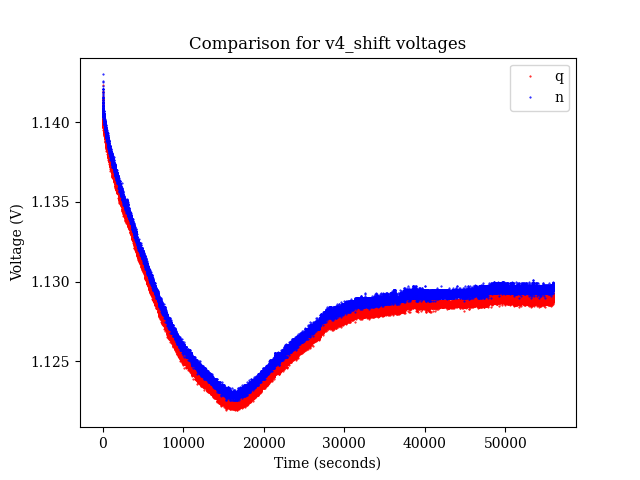 Comparison for v4_shift voltages
q
n
1.140
1.135
1.130
1.125
Voltage (V)
0
10000
20000
30000
40000
50000
Time (seconds)